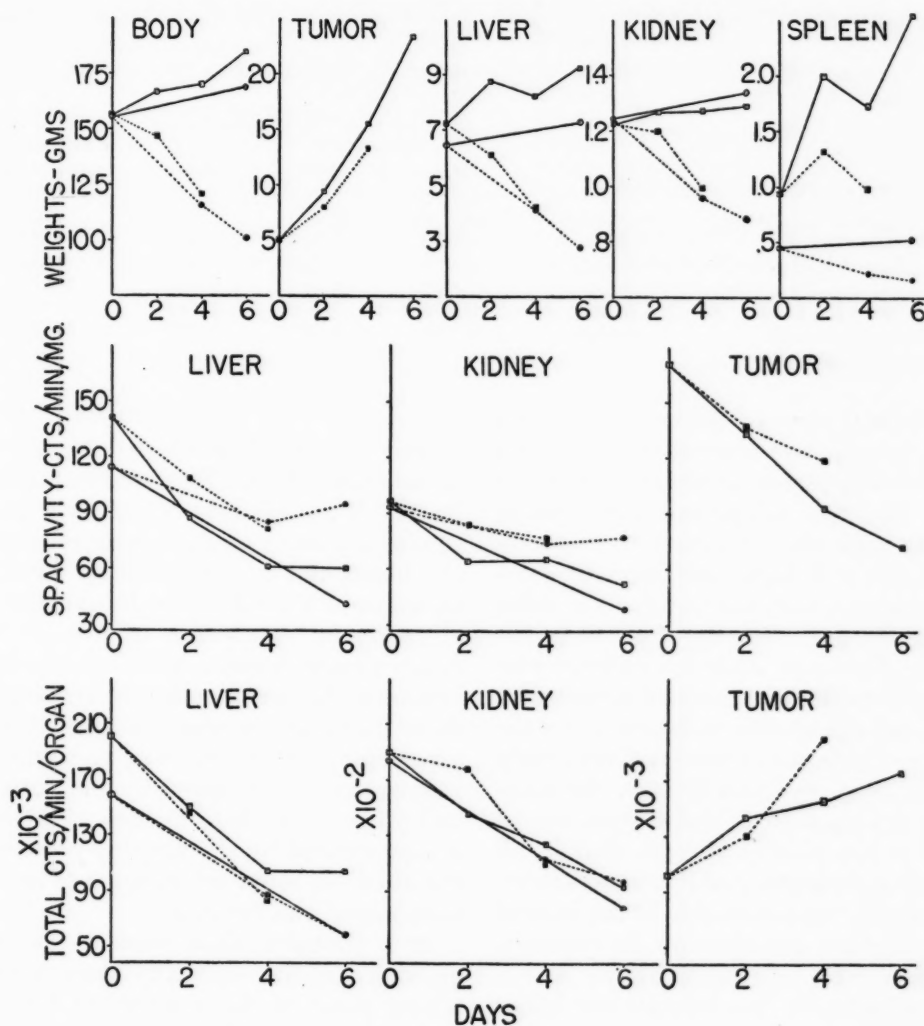 BODY TUMOR LIVER KIDNEY SPLEEN
WEIGHTS-GMS
175
150
125
100
20
15
10
5
9
7
5
3
1.4
1.2
1.0
.8
2.0
1.5
1.0
.5
0 2 4 6 0 2 4 6 0 2 4 6 0 2 4 6 0 2 4 6
LIVER KIDNEY TUMOR
SP.ACTIVITY-CTS./MIN/MG.
150
120
90
60
30
0 2 4 6 0 2 4 6 0 2 4 6
LIVER KIDNEY TUMOR
TOTAL CTS/MIN/ORGAN
X10-3
210
170
130
90
50
X10-2
X10-3
0 2 4 6 0 2 4 6 0 2 4 6
DAYS